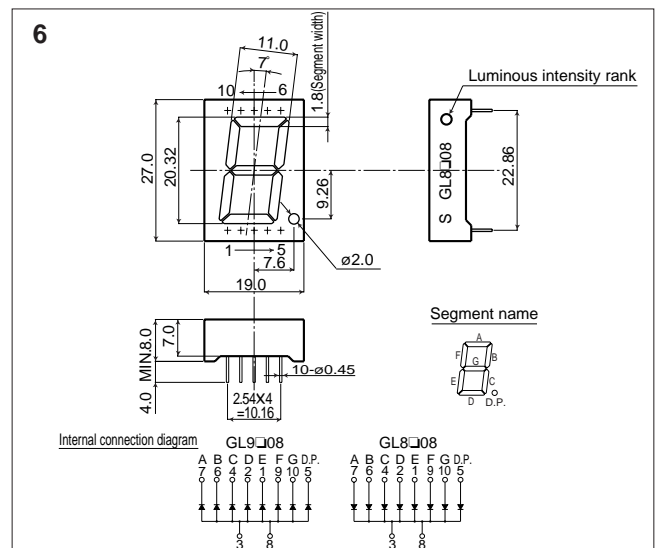 6
11.0
7°
10 6
1.8(Segment width)
Luminous intensity rank
27.0
20.32
9.26
S GL8❑08
22.86
1 5
7.6
ø2.0
19.0
Segment name
A
F G B
E C
D D.P.
MIN.8.0
7.0
4.0
10-ø0.45
2.54X4
=10.16
Internal connection diagram
GL9❑08
A B C D E F G D.P.
7 6 4 2 1 9 10 5
3 8
GL8❑08
A B C D E F G D.P.
7 6 4 2 1 9 10 5
3 8